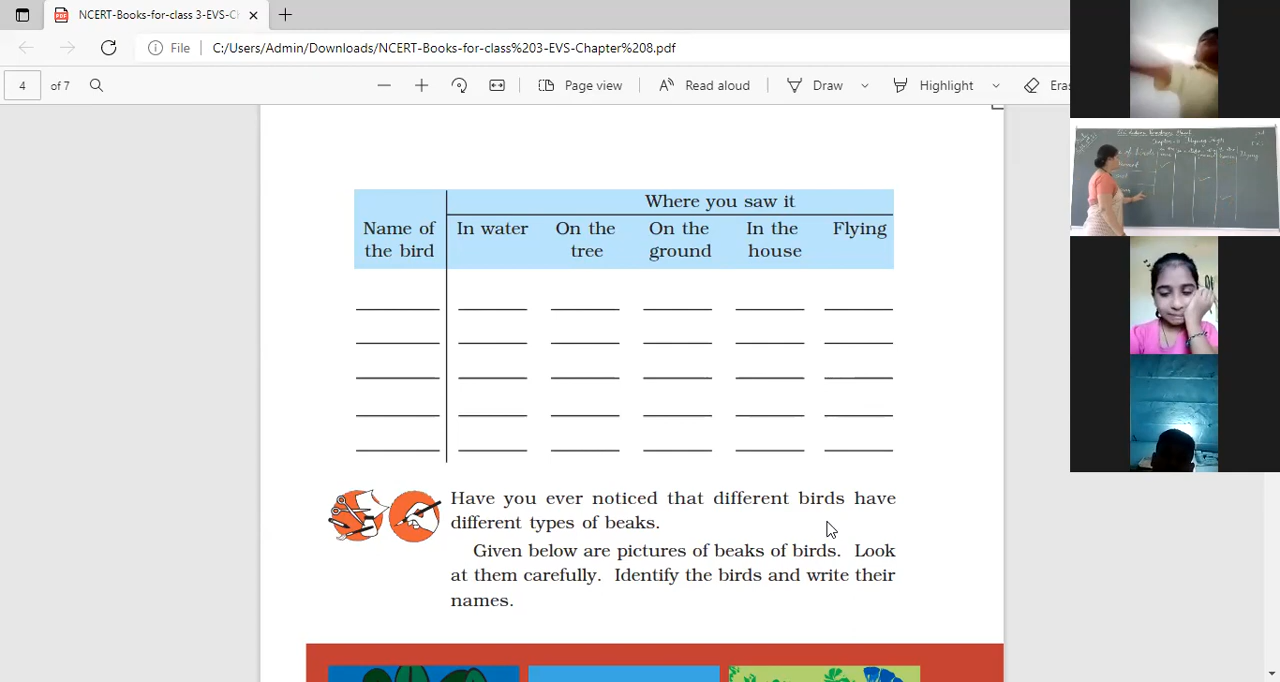 NCERT-Books-for-class 3-EVS-Ch
File
C:/Users/Admin/Downloads/NCERT-Books-for-class%203-EVS-Chapter%208.pdf
4 of 7
Page view
Read aloud
Draw
Highlight
Eras
Where you saw it
Name of the bird
In water
On the tree
On the ground
In the house
Flying
Have you ever noticed that different birds have
different types of beaks.
Given below are pictures of beaks of birds. Look
at them carefully. Identify the birds and write their
names.
of birds
Flying